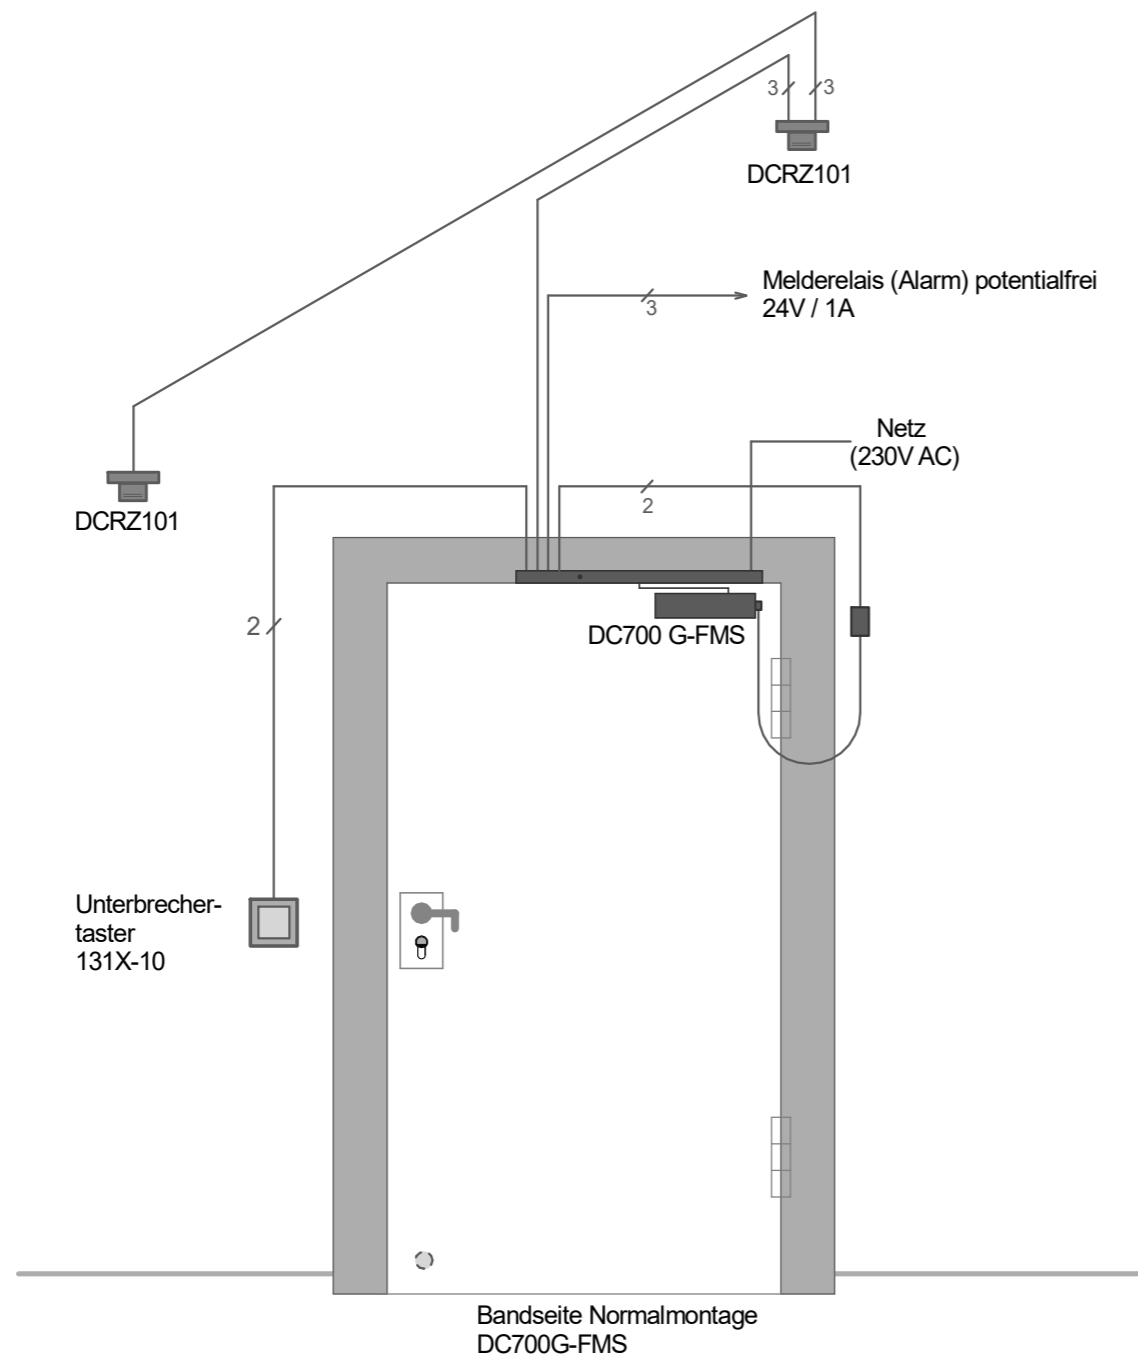 3
3
DCRZ101
Melderelais (Alarm) potentialfrei
24V / 1A
3
Netz
(230V AC)
DCRZ101
2
2
DC700 G-FMS
Unterbrecher-
taster
131X-10
Bandseite Normalmontage
DC700G-FMS